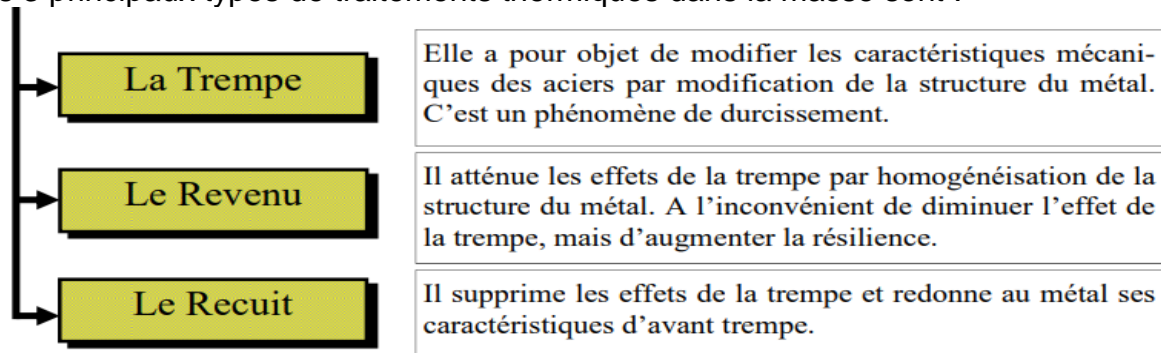 3 principaux types de traitements thermiques dans la masse sont :
La Trempe
Elle a pour objet de modifier les caractéristiques mécani-
ques des aciers par modification de la structure du métal.
C’est un phénomène de durcissement.
Le Revenu
Il atténue les effets de la trempe par homogénéisation de la
structure du métal. A l’inconvénient de diminuer l’effet de
la trempe, mais d’augmenter la résilience.
Le Recuit
Il supprime les effets de la trempe et redonne au métal ses
caractéristiques d’avant trempe.